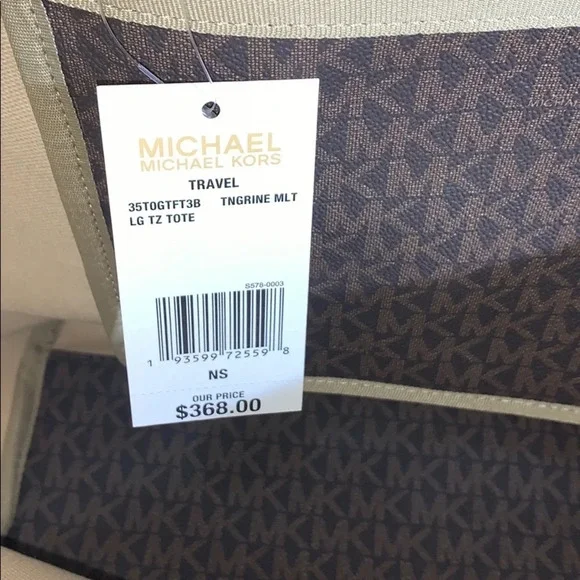 MICHAEL
MICHAEL KORS
TRAVEL
35T0GTFT3B TNGRINE MLT
LG TZ TOTE
S578-0003
1 93599 72559 8
NS
OUR PRICE
$368.00